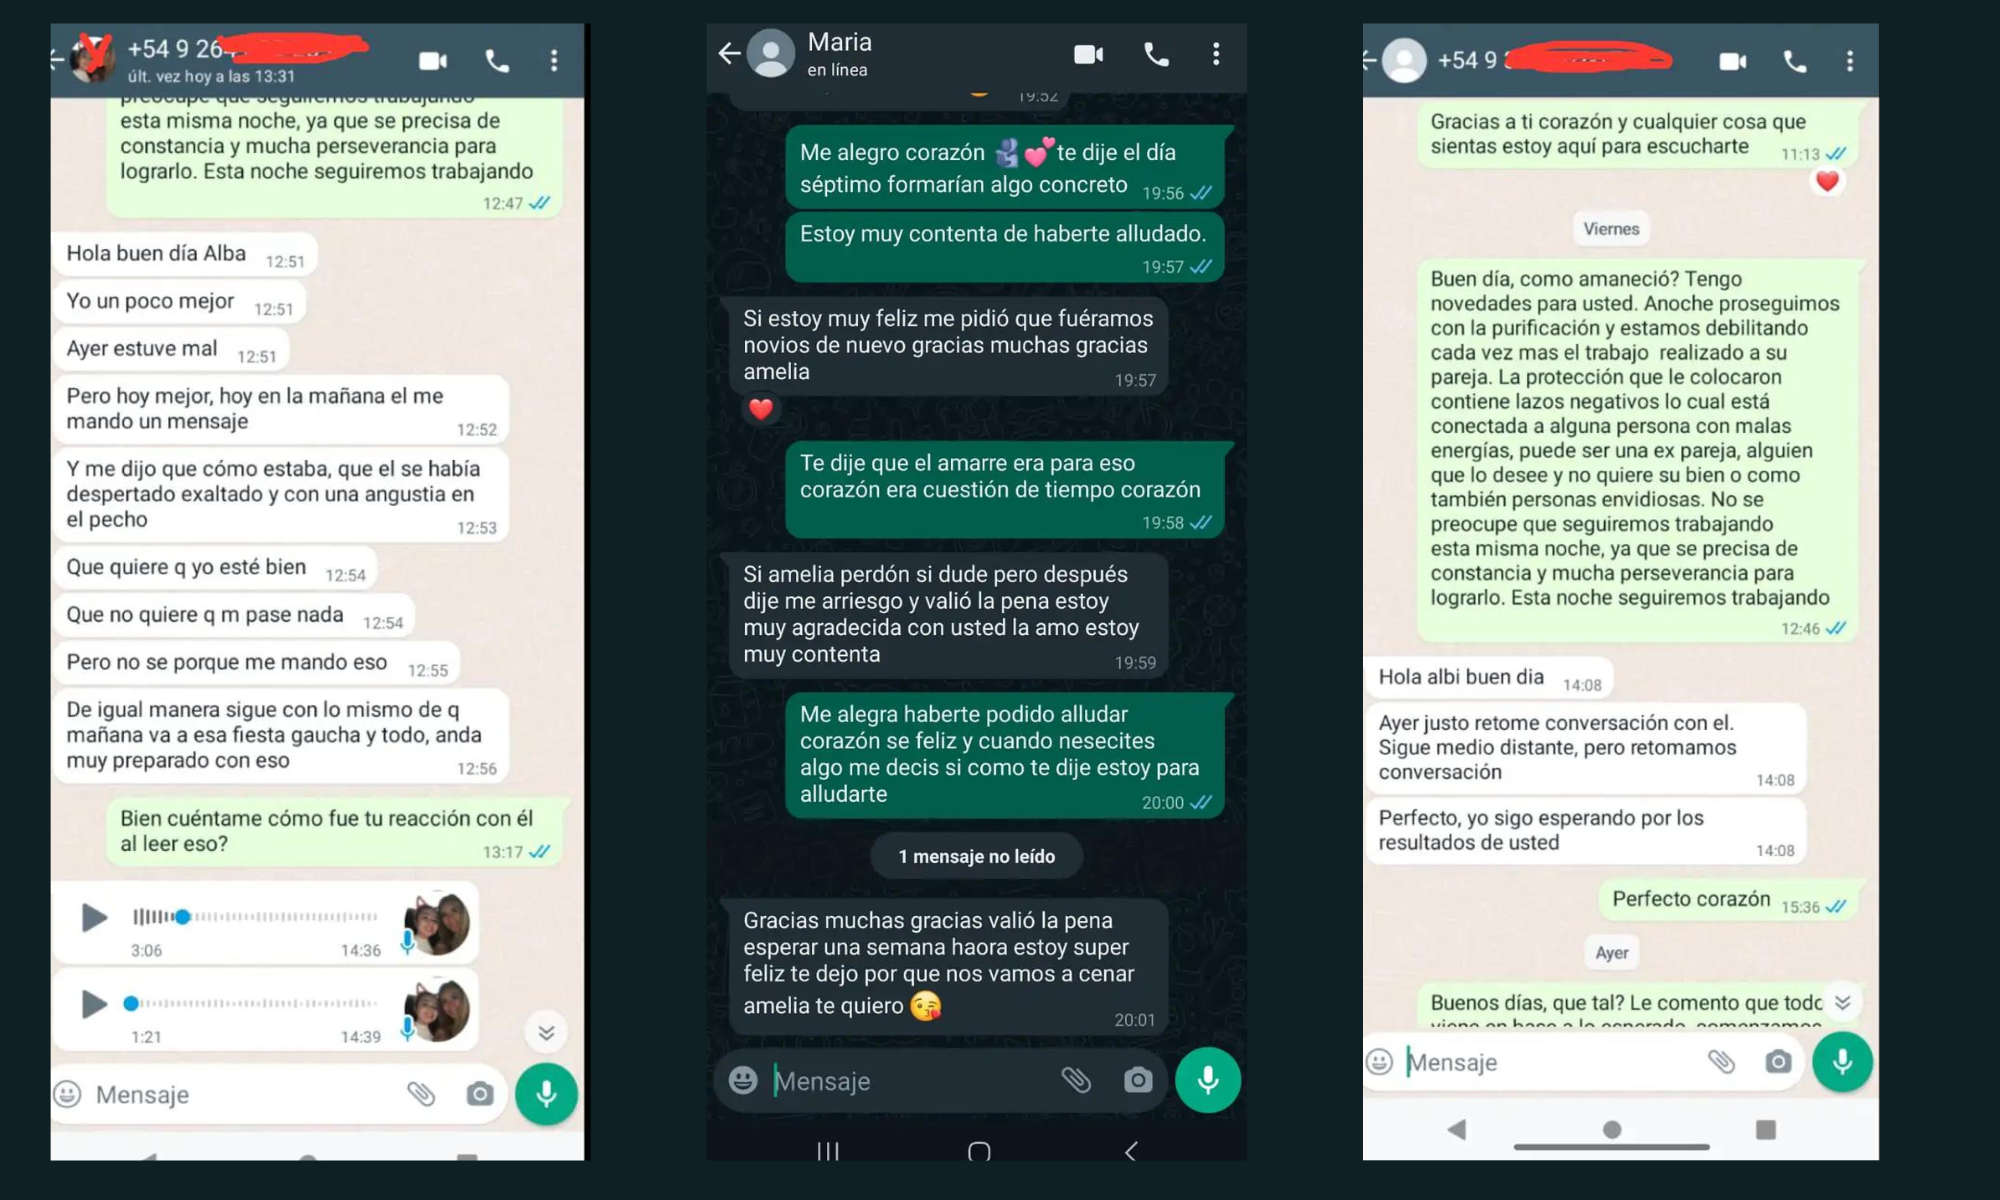 +54 9 26
últ. vez hoy a las 13:31
preocupe que seguiremos trabajando
esta misma noche, ya que se precisa de
constancia y mucha perseverancia para
lograrlo. Esta noche seguiremos trabajando
12:47
Hola buen día Alba 12:51
Yo un poco mejor 12:51
Ayer estuve mal 12:51
Pero hoy mejor, hoy en la mañana el me
mando un mensaje 12:52
Y me dijo que cómo estaba, que el se había
despertado exaltado y con una angustia en
el pecho 12:53
Que quiere q yo esté bien 12:54
Que no quiere q m pase nada 12:54
Pero no se porque me mando eso 12:55
De igual manera sigue con lo mismo de q
mañana va a esa fiesta gaucha y todo, anda
muy preparado con eso 12:56
Bien cuéntame cómo fue tu reacción con él
al leer eso? 13:17
3:06 14:36
1:21 14:39
Mensaje
Maria
en línea
19:52
Me alegro corazón 🫂💕te dije el día
séptimo formarían algo concreto 19:56
Estoy muy contenta de haberte alludado.
19:57
Si estoy muy feliz me pidió que fuéramos
novios de nuevo gracias muchas gracias
amelia 19:57
❤️
Te dije que el amarre era para eso
corazón era cuestión de tiempo corazón
19:58
Si amelia perdón si dude pero después
dije me arriesgo y valió la pena estoy
muy agradecida con usted la amo estoy
muy contenta 19:59
Me alegra haberte podido alludar
corazón se feliz y cuando nesecites
algo me decis si como te dije estoy para
alludarte 20:00
1 mensaje no leído
Gracias muchas gracias valió la pena
esperar una semana haora estoy super
feliz te dejo por que nos vamos a cenar
amelia te quiero 😘
20:01
Mensaje
+54 9
Gracias a ti corazón y cualquier cosa que
sientas estoy aquí para escucharte 11:13
❤️
Viernes
Buen día, como amaneció? Tengo
novedades para usted. Anoche proseguimos
con la purificación y estamos debilitando
cada vez mas el trabajo realizado a su
pareja. La protección que le colocaron
contiene lazos negativos lo cual está
conectada a alguna persona con malas
energías, puede ser una ex pareja, alguien
que lo desee y no quiere su bien o como
también personas envidiosas. No se
preocupe que seguiremos trabajando
esta misma noche, ya que se precisa de
constancia y mucha perseverancia para
lograrlo. Esta noche seguiremos trabajando
12:46
Hola albi buen dia 14:08
Ayer justo retome conversación con el.
Sigue medio distante, pero retomamos
conversación 14:08
Perfecto, yo sigo esperando por los
resultados de usted 14:08
Perfecto corazón 15:36
Ayer
Buenos días, que tal? Le comento que todo
viene en base a lo esperado, comenzamos
Mensaje